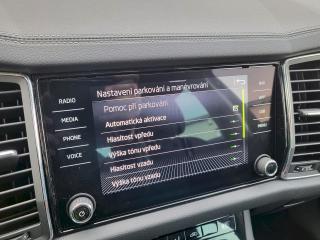 Nastavení parkování a manévrování
RADIO
MEDIA
PHONE
VOICE
Pomoc při parkování
Automatická aktivace
Hlasitost vpředu
Výška tónu vpředu
Hlasitost vzadu
Výška tónu vzadu
MENU